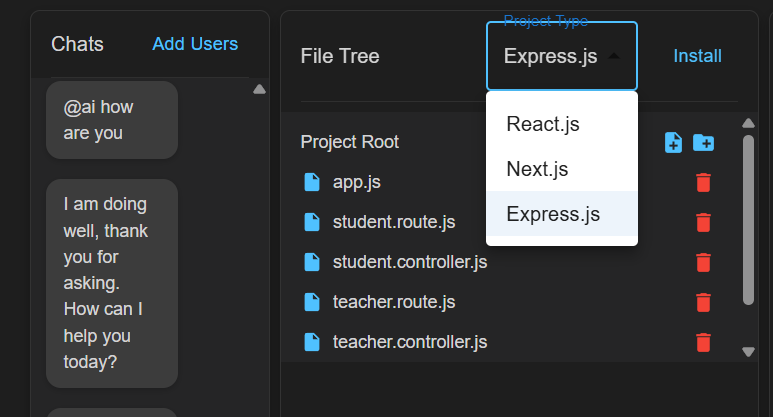 Chats
Add Users
@ai how
are you
I am doing
well, thank
you for
asking.
How can I
help you
today?
File Tree
Project Type
Express.js
Install
React.js
Next.js
Express.js
Project Root
app.js
student.route.js
student.controller.js
teacher.route.js
teacher.controller.js